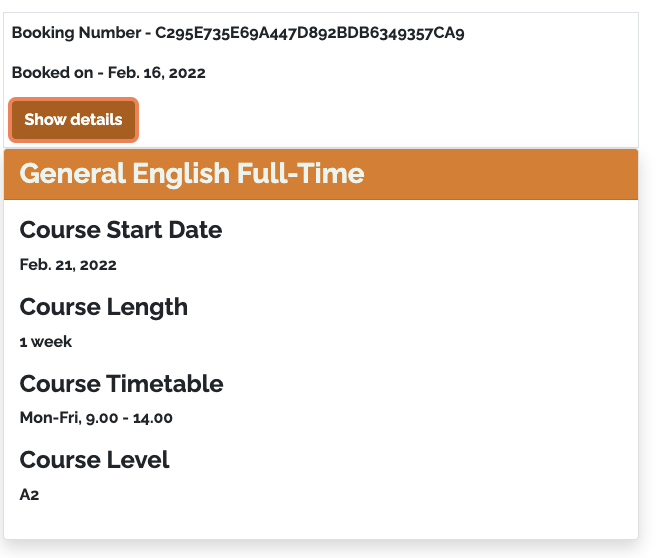 Booking Number - C295E735E69A447D892BDB6349357CA9
Booked on - Feb. 16, 2022
Show details
General English Full-Time
Course Start Date
Feb. 21, 2022
Course Length
1 week
Course Timetable
Mon-Fri, 9.00 - 14.00
Course Level
A2